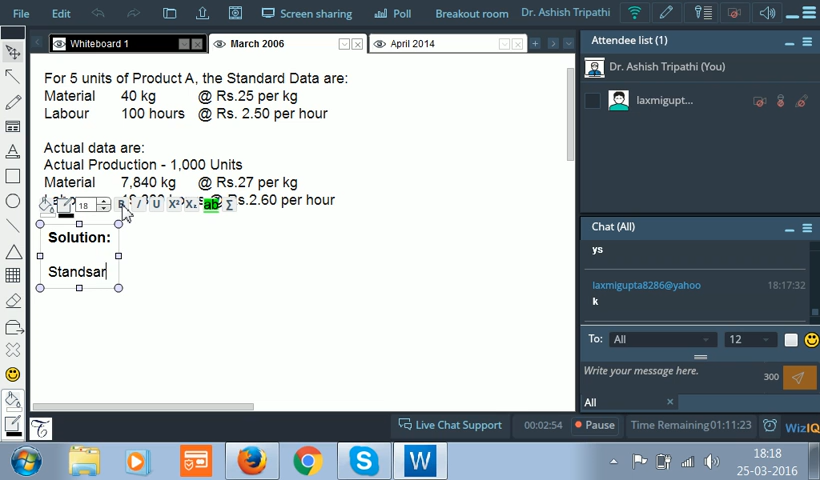 File Edit Screen sharing Poll Breakout room Dr. Ashish Tripathi
Whiteboard 1 March 2006 April 2014
For 5 units of Product A, the Standard Data are:
Material 40 kg @ Rs.25 per kg
Labour 100 hours @ Rs. 2.50 per hour
Actual data are:
Actual Production - 1,000 Units
Material 7,840 kg @ Rs.27 per kg
@ Rs.2.60 per hour
18 B I U X² X₂ ab Σ
Solution:
Standsar
Attendee list (1)
Dr. Ashish Tripathi (You)
laxmigupt...
Chat (All)
ys
laxmigupta8286@yahoo 18:17:32
k
To: All 12
Write your message here. 300
All
Live Chat Support 00:02:54 Pause Time Remaining 01:11:23 WizIQ
18:18
25-03-2016